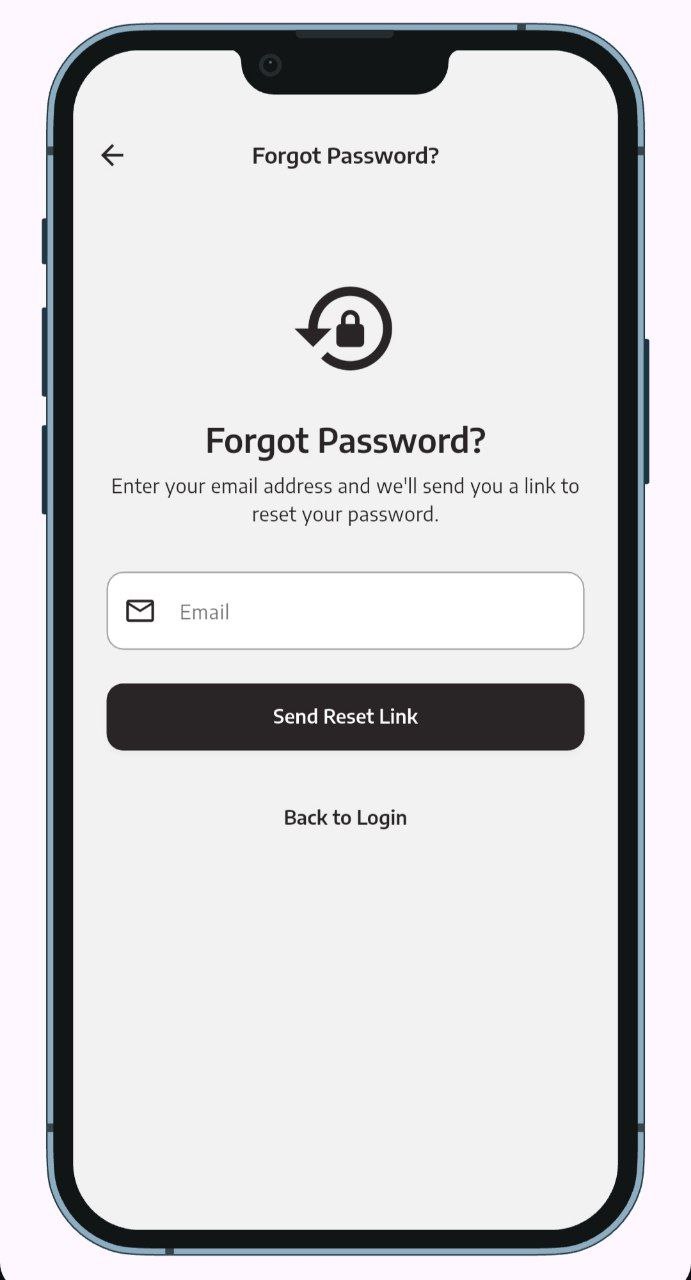 Forgot Password?
Forgot Password?
Enter your email address and we'll send you a link to
reset your password.
Email
Send Reset Link
Back to Login